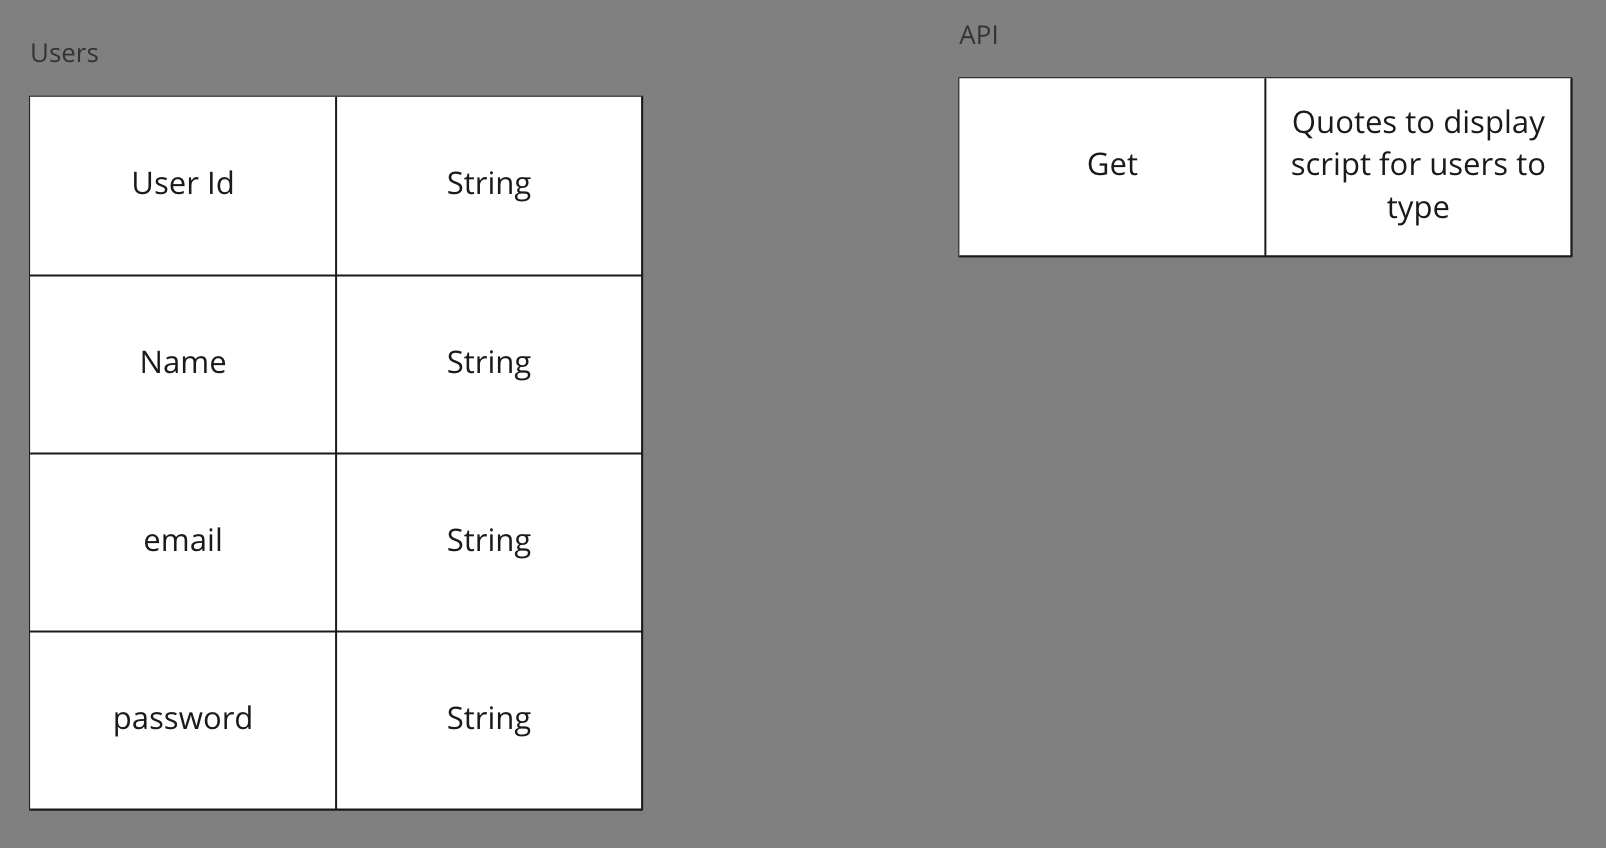 Users
User Id
String
Name
String
email
String
password
String
API
Get
Quotes to display
script for users to
type